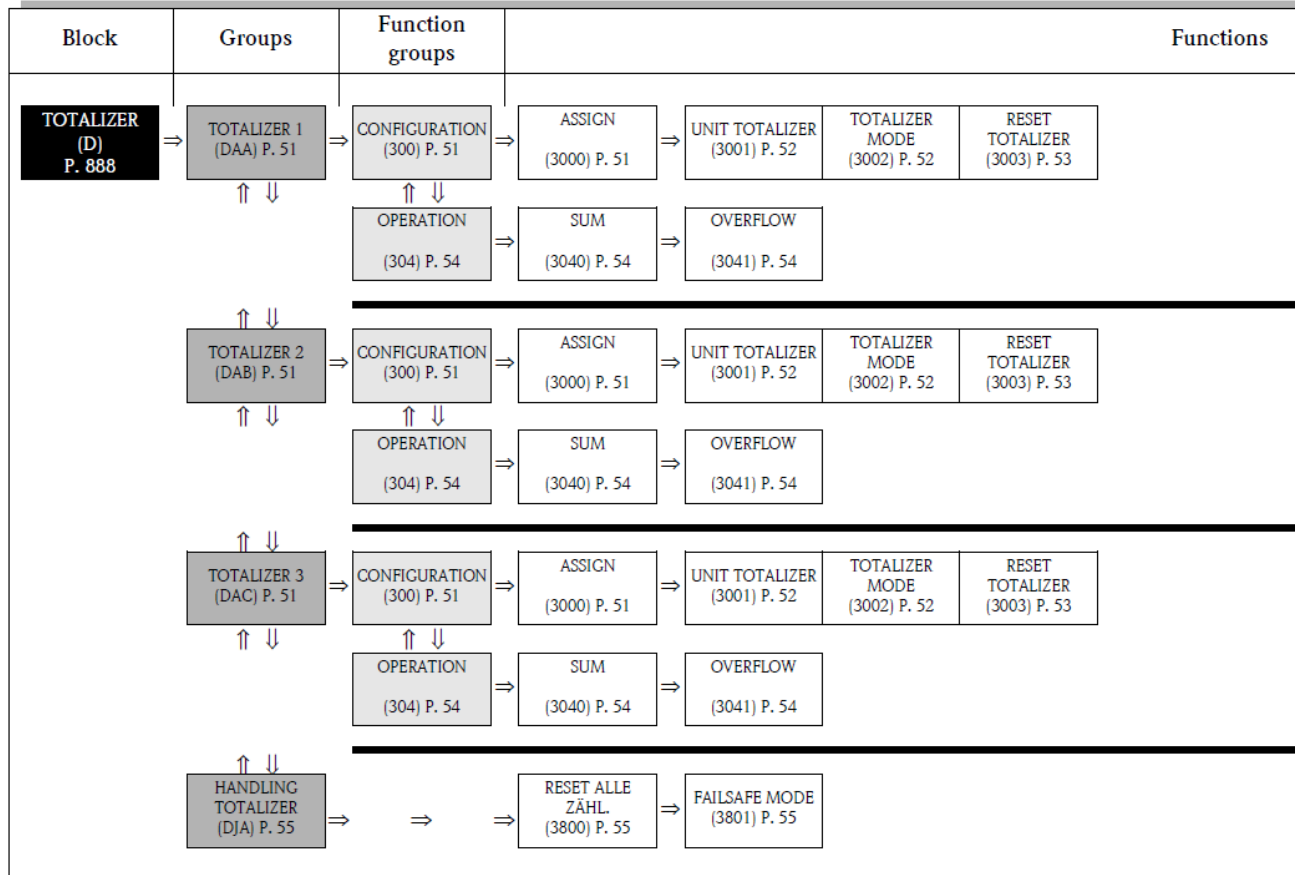 Block
Groups
Function
groups
Functions
TOTALIZER
(D)
P. 888
⇒
TOTALIZER 1
(DAA) P. 51
⇒
CONFIGURATION
(300) P. 51
⇒
ASSIGN
(3000) P. 51
⇒
UNIT TOTALIZER
(3001) P. 52
TOTALIZER
MODE
(3002) P. 52
RESET
TOTALIZER
(3003) P. 53
⇑ ⇓
⇑ ⇓
OPERATION
(304) P. 54
⇒
SUM
(3040) P. 54
⇒
OVERFLOW
(3041) P. 54
⇑ ⇓
TOTALIZER 2
(DAB) P. 51
⇒
CONFIGURATION
(300) P. 51
⇒
ASSIGN
(3000) P. 51
⇒
UNIT TOTALIZER
(3001) P. 52
TOTALIZER
MODE
(3002) P. 52
RESET
TOTALIZER
(3003) P. 53
⇑ ⇓
⇑ ⇓
OPERATION
(304) P. 54
⇒
SUM
(3040) P. 54
⇒
OVERFLOW
(3041) P. 54
⇑ ⇓
TOTALIZER 3
(DAC) P. 51
⇒
CONFIGURATION
(300) P. 51
⇒
ASSIGN
(3000) P. 51
⇒
UNIT TOTALIZER
(3001) P. 52
TOTALIZER
MODE
(3002) P. 52
RESET
TOTALIZER
(3003) P. 53
⇑ ⇓
⇑ ⇓
OPERATION
(304) P. 54
⇒
SUM
(3040) P. 54
⇒
OVERFLOW
(3041) P. 54
⇑ ⇓
HANDLING
TOTALIZER
(DJA) P. 55
⇒
⇒
⇒
RESET ALLE
ZÄHL.
(3800) P. 55
⇒
FAILSAFE MODE
(3801) P. 55